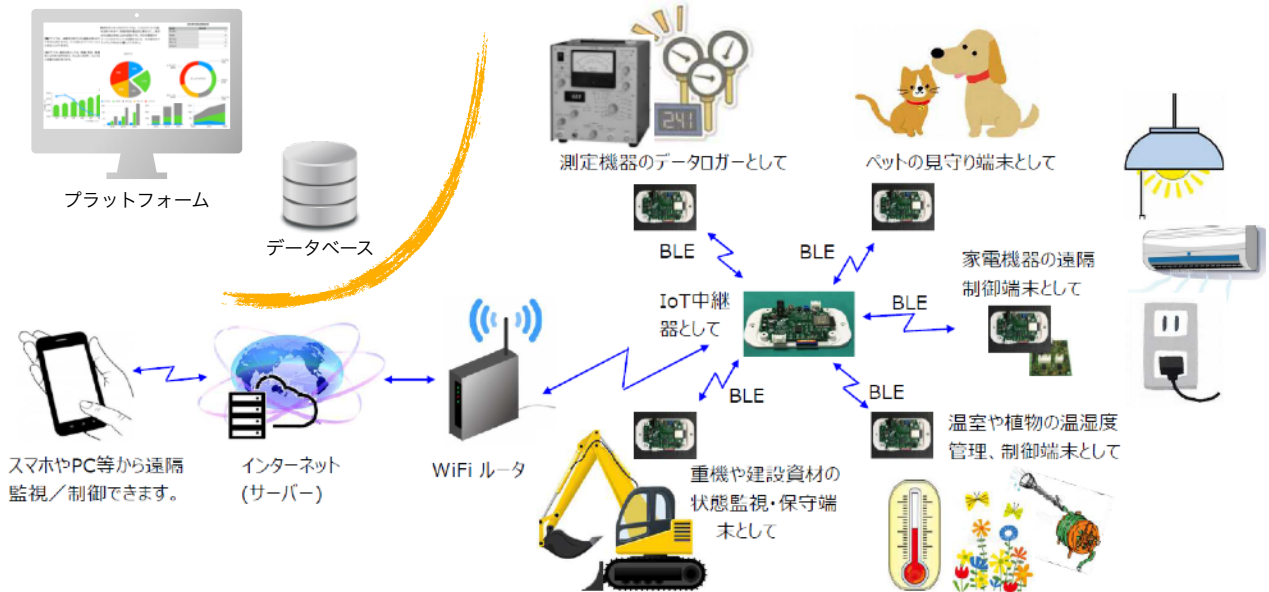 プラットフォーム
データベース
測定機器のデータロガーとして
ペットの見守り端末として
241
BLE
BLE
家電機器の遠隔
制御端末として
IoT中継
器として
BLE
BLE
BLE
スマホやPC等から遠隔
監視／制御できます。
インターネット
(サーバー)
WiFi ルータ
重機や建設資材の
状態監視・保守端
末として
温室や植物の温湿度
管理、制御端末として